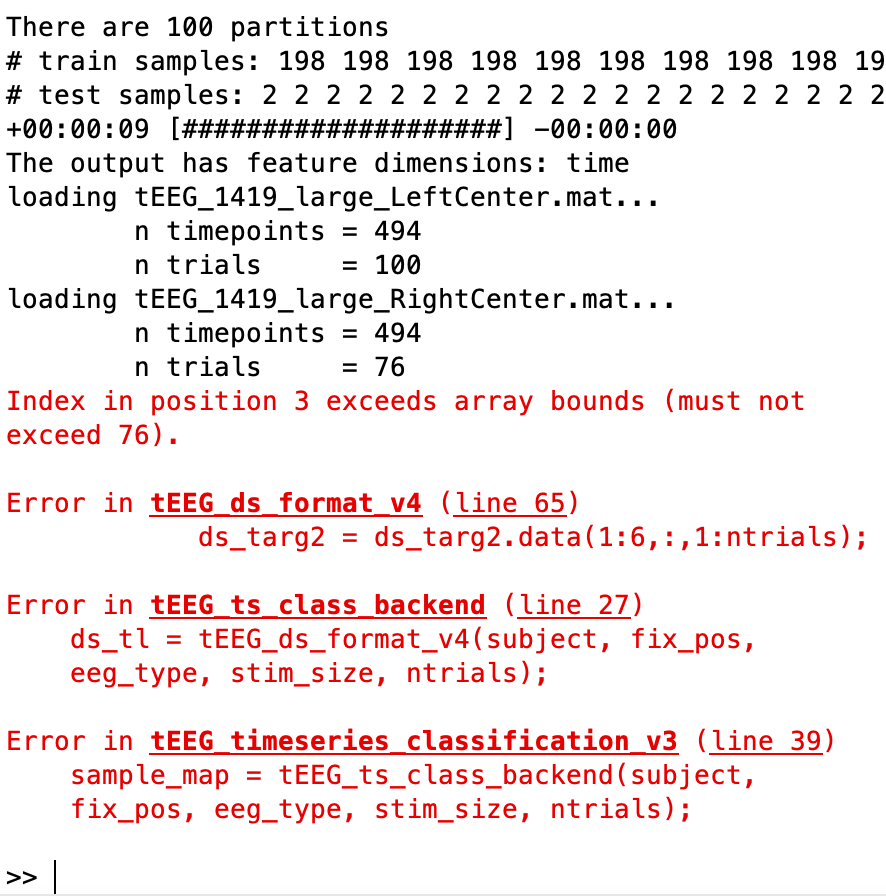 There are 100 partitions
# train samples: 198 198 198 198 198 198 198 198 198 19
# test samples: 2 2 2 2 2 2 2 2 2 2 2 2 2 2 2 2 2 2 2 2
+00:00:09 [####################] -00:00:00
The output has feature dimensions: time
loading tEEG_1419_large_LeftCenter.mat...
        n timepoints = 494
        n trials     = 100
loading tEEG_1419_large_RightCenter.mat...
        n timepoints = 494
        n trials     = 76
Index in position 3 exceeds array bounds (must not
exceed 76).
Error in tEEG_ds_format_v4 (line 65)
            ds_targ2 = ds_targ2.data(1:6,:,1:ntrials);
Error in tEEG_ts_class_backend (line 27)
    ds_tl = tEEG_ds_format_v4(subject, fix_pos,
    eeg_type, stim_size, ntrials);
Error in tEEG_timeseries_classification_v3 (line 39)
    sample_map = tEEG_ts_class_backend(subject,
    fix_pos, eeg_type, stim_size, ntrials);
>>